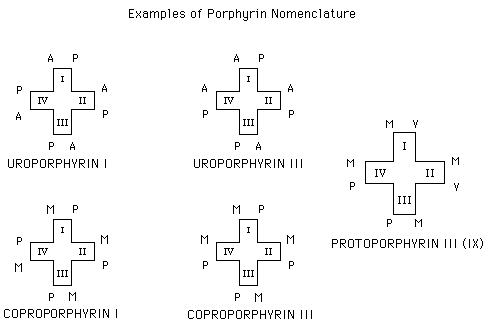 Examples of Porphyrin Nomenclature
A P
I
P IV II A
A III P
P A
UROPORPHYRIN I
A P
I
A IV II A
P III P
P A
UROPORPHYRIN III
M V
I
M IV II M
P III V
P M
PROTOPORPHYRIN III (IX)
M P
I
P IV II M
M III P
P M
COPROPORPHYRIN I
M P
I
M IV II M
P III P
P M
COPROPORPHYRIN III